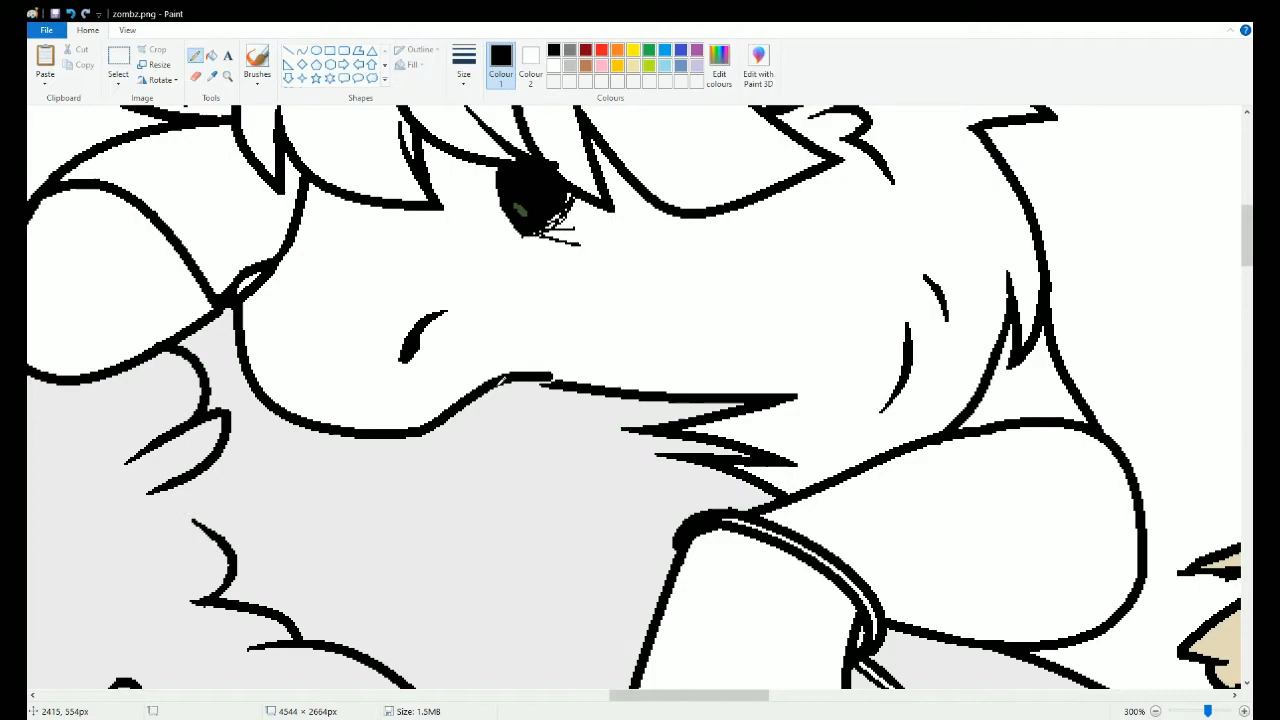 zombz.png - Paint
File Home View
Paste
Cut
Copy
Clipboard
Select
Crop
Resize
Rotate
Image
Tools
Brushes
Outline
Fill
Shapes
Size
Colour 1
Colour 2
Edit colours
Edit with Paint 3D
Colours
2415, 554px
4544 × 2664px
Size: 1.5MB
300%